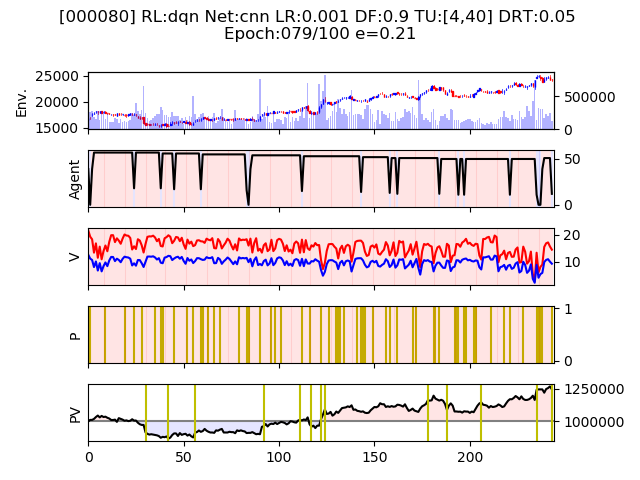 [000080] RL:dqn Net:cnn LR:0.001 DF:0.9 TU:[4,40] DRT:0.05
Epoch:079/100 e=0.21
Env.
25000
20000
15000
500000
0
Agent
50
0
V
20
10
P
1
0
PV
1250000
1000000
0
50
100
150
200